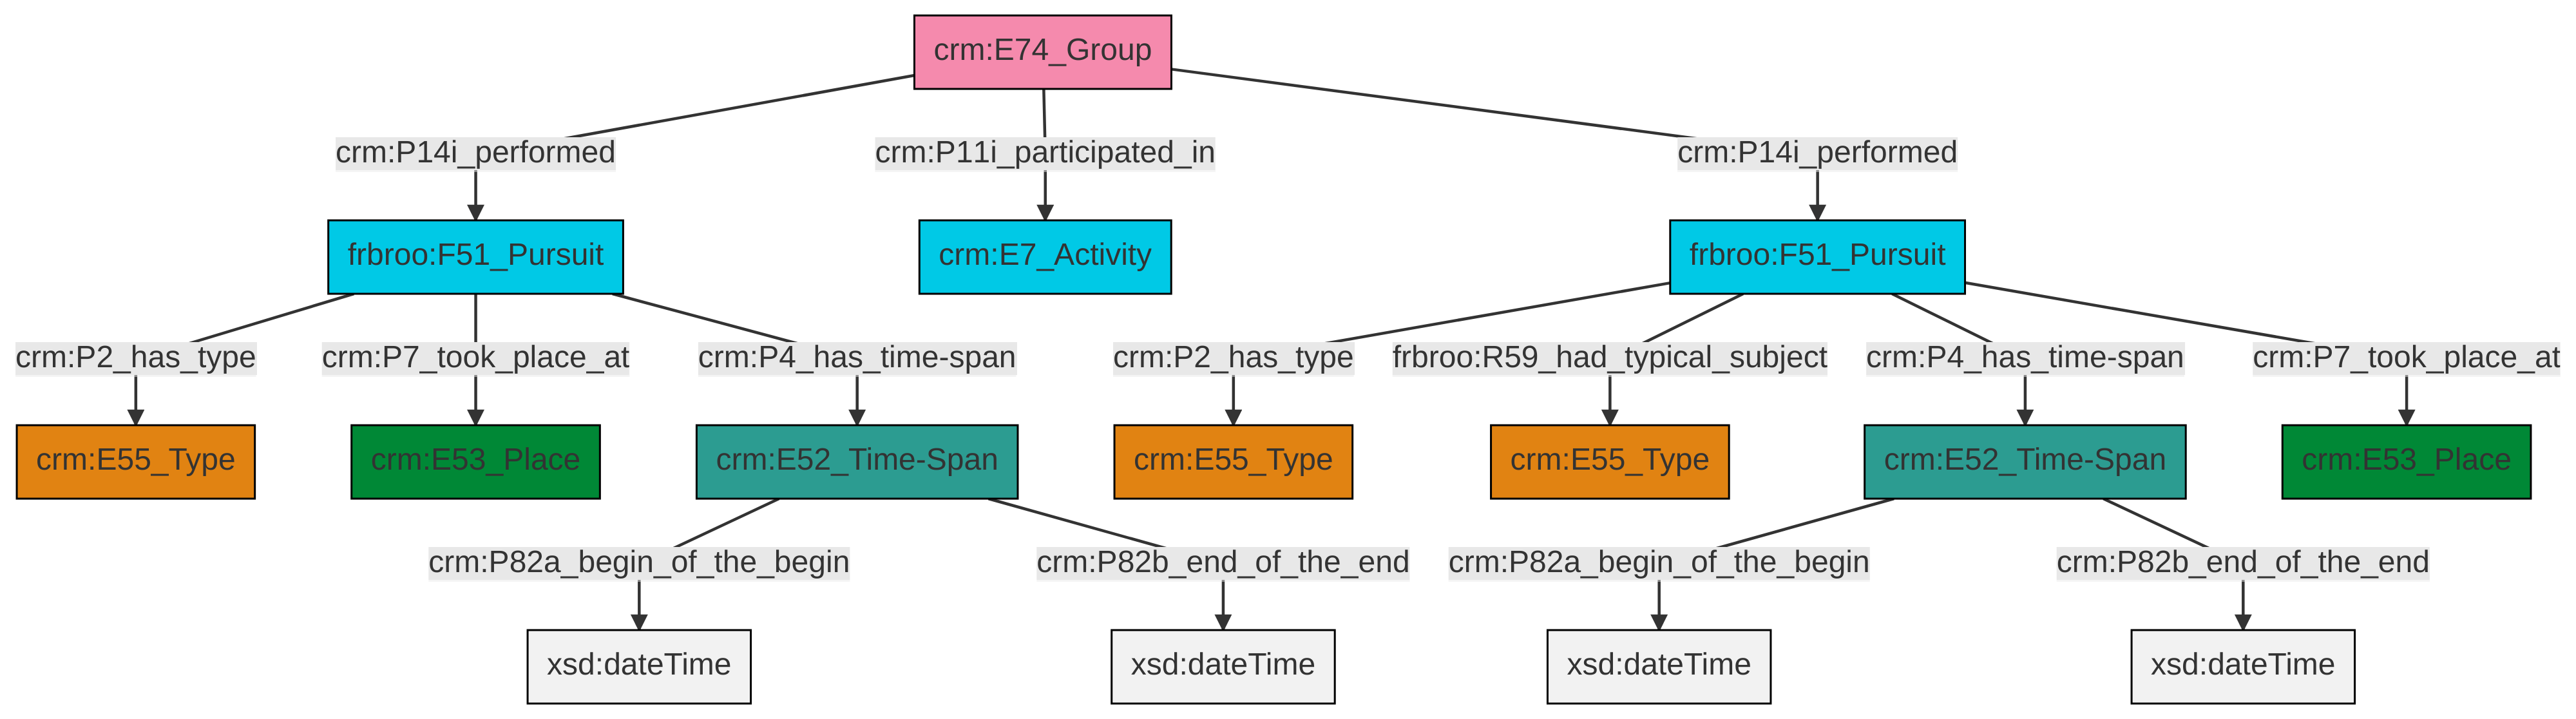 crm:E74_Group
crm:P14i_performed
crm:P11i_participated_in
crm:P14i_performed
frbroo:F51_Pursuit
crm:E7_Activity
frbroo:F51_Pursuit
crm:P2_has_type
crm:P7_took_place_at
crm:P4_has_time-span
crm:P2_has_type
frbroo:R59_had_typical_subject
crm:P4_has_time-span
crm:P7_took_place_at
crm:E55_Type
crm:E53_Place
crm:E52_Time-Span
crm:E55_Type
crm:E55_Type
crm:E52_Time-Span
crm:E53_Place
crm:P82a_begin_of_the_begin
crm:P82b_end_of_the_end
crm:P82a_begin_of_the_begin
crm:P82b_end_of_the_end
xsd:dateTime
xsd:dateTime
xsd:dateTime
xsd:dateTime